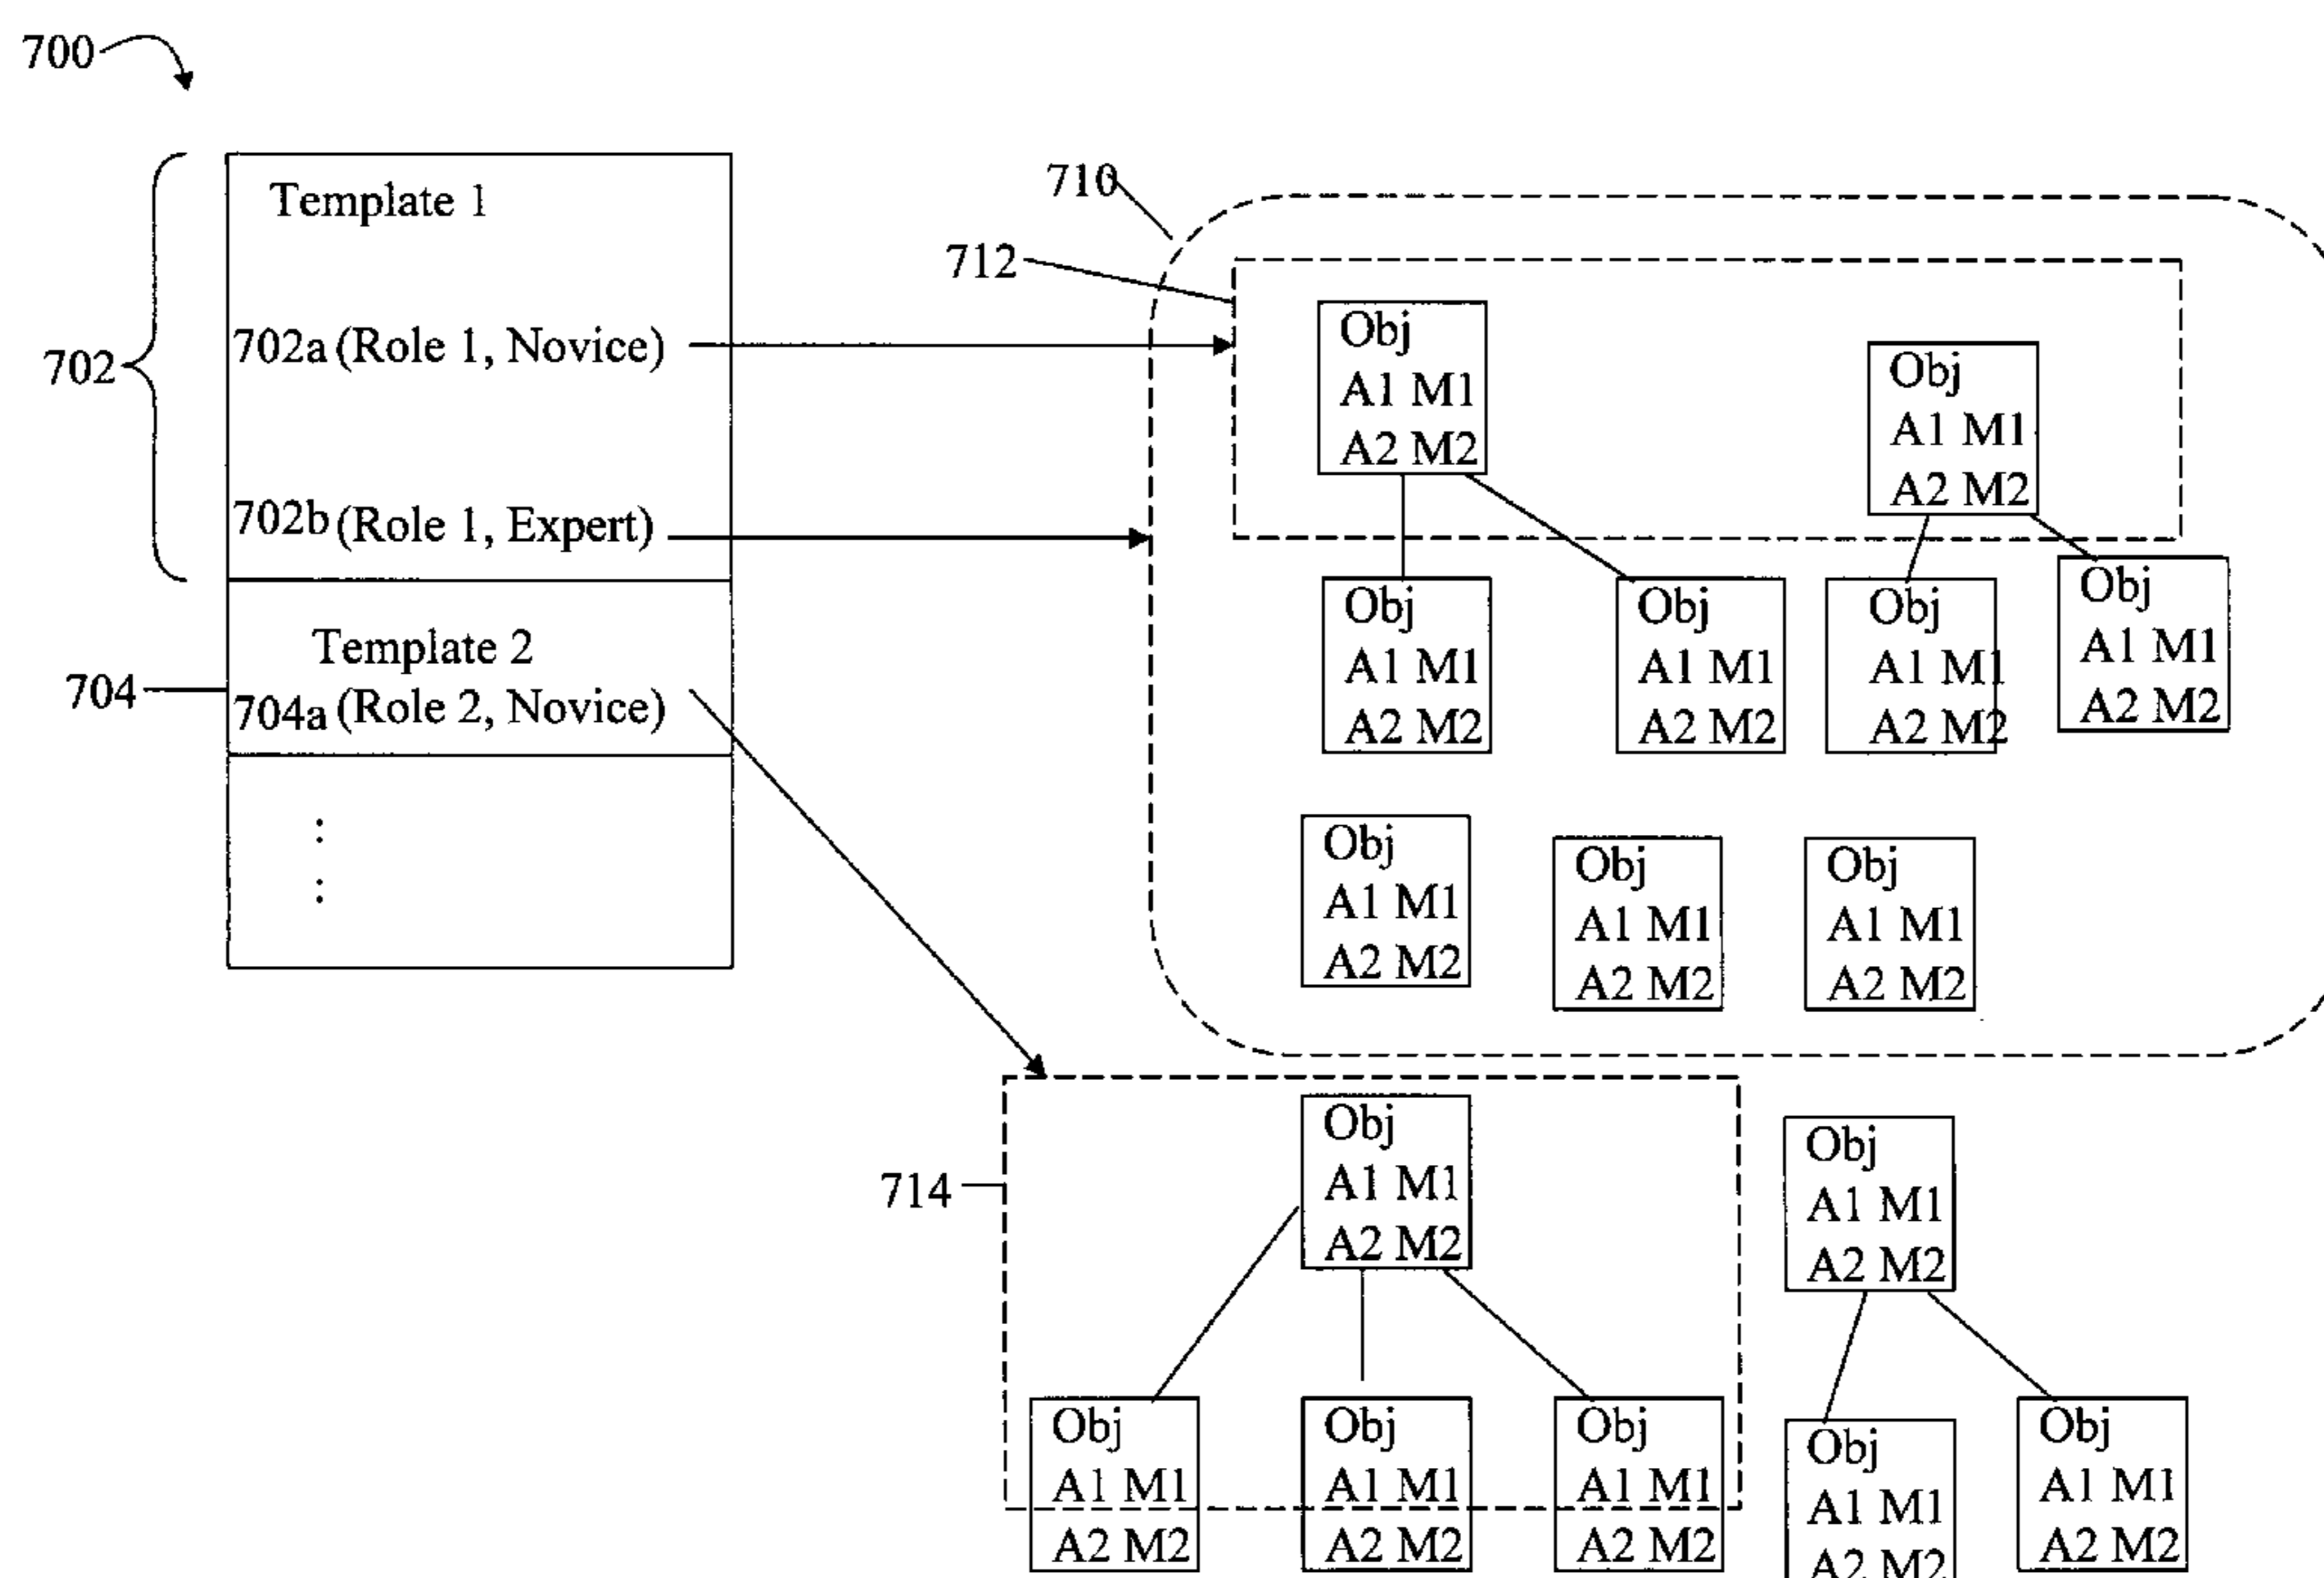 700
Template 1
702
702a (Role 1, Novice)
702b (Role 1, Expert)
Template 2
704
704a (Role 2, Novice)
710
712
Obj
A1 M1
A2 M2
Obj
A1 M1
A2 M2
Obj
A1 M1
A2 M2
Obj
A1 M1
A2 M2
Obj
A1 M1
A2 M2
Obj
A1 M1
A2 M2
Obj
A1 M1
A2 M2
Obj
A1 M1
A2 M2
Obj
A1 M1
A2 M2
714
Obj
A1 M1
A2 M2
Obj
A1 M1
A2 M2
Obj
A1 M1
A2 M2
Obj
A1 M1
A2 M2
Obj
A1 M1
A2 M2
Obj
A1 M1
A2 M2
Obj
A1 M1
A2 M2